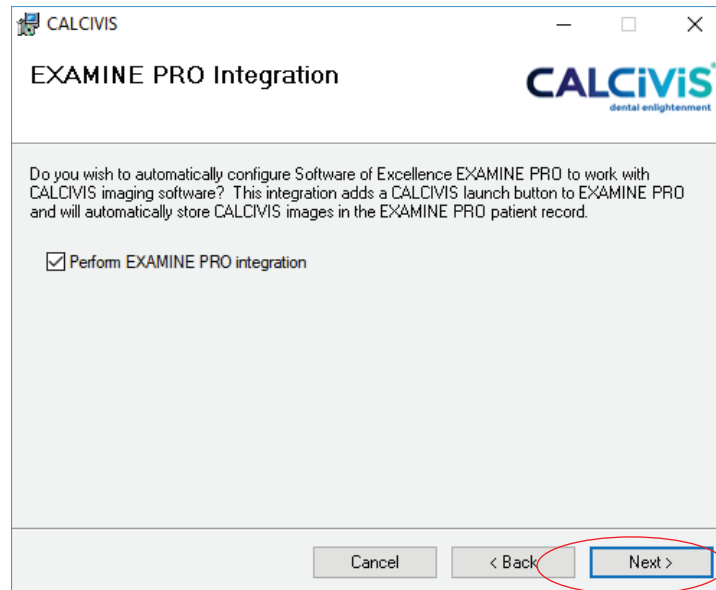 CALCIVIS
EXAMINE PRO Integration
CALCiViS
dental enlightenment
Do you wish to automatically configure Software of Excellence EXAMINE PRO to work with
CALCIVIS imaging software? This integration adds a CALCIVIS launch button to EXAMINE PRO
and will automatically store CALCIVIS images in the EXAMINE PRO patient record.
Perform EXAMINE PRO integration
Cancel
< Back
Next >